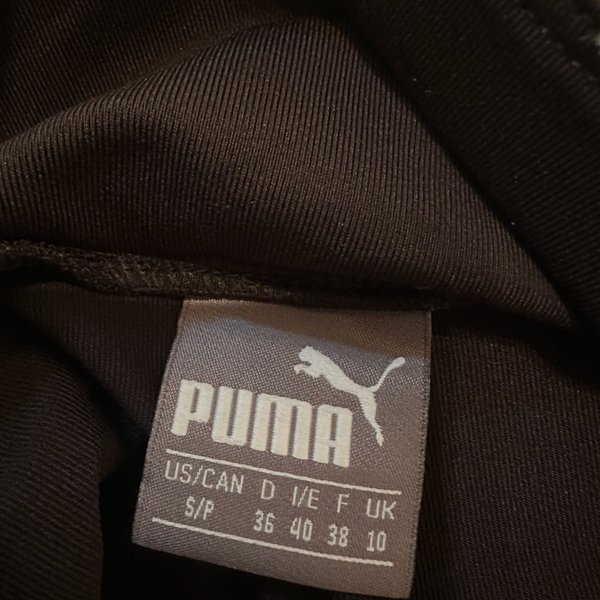 PUMA
US/CAN D I/E F UK
S/P 36 40 38 10